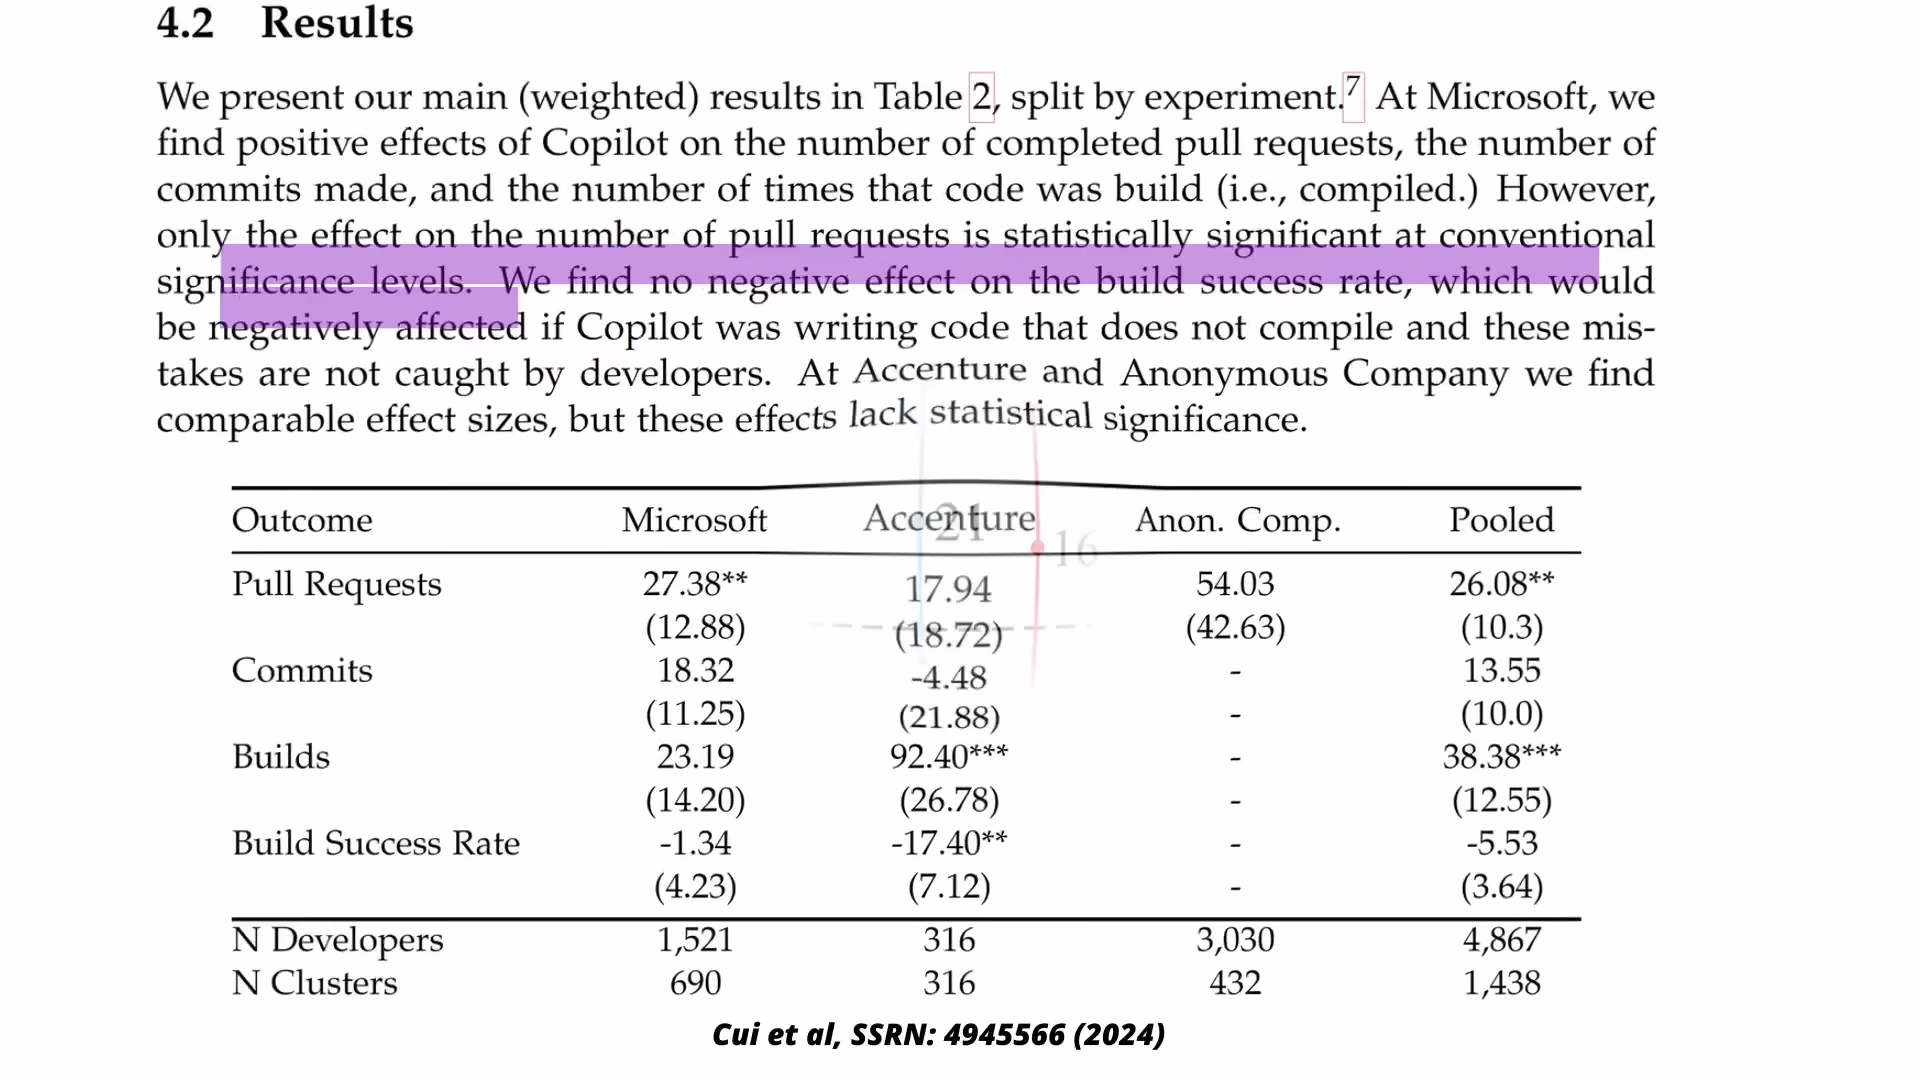 4.2 Results
We present our main (weighted) results in Table 2, split by experiment.7 At Microsoft, we
find positive effects of Copilot on the number of completed pull requests, the number of
commits made, and the number of times that code was build (i.e., compiled.) However,
only the effect on the number of pull requests is statistically significant at conventional
significance levels. We find no negative effect on the build success rate, which would
be negatively affected if Copilot was writing code that does not compile and these mis-
takes are not caught by developers. At Accenture and Anonymous Company we find
comparable effect sizes, but these effects lack statistical significance.
Outcome Microsoft Accenture Anon. Comp. Pooled
21
16
Pull Requests 27.38** 17.94 54.03 26.08**
(12.88) (18.72) (42.63) (10.3)
Commits 18.32 -4.48 - 13.55
(11.25) (21.88) - (10.0)
Builds 23.19 92.40*** - 38.38***
(14.20) (26.78) - (12.55)
Build Success Rate -1.34 -17.40** - -5.53
(4.23) (7.12) - (3.64)
N Developers 1,521 316 3,030 4,867
N Clusters 690 316 432 1,438
Cui et al, SSRN: 4945566 (2024)